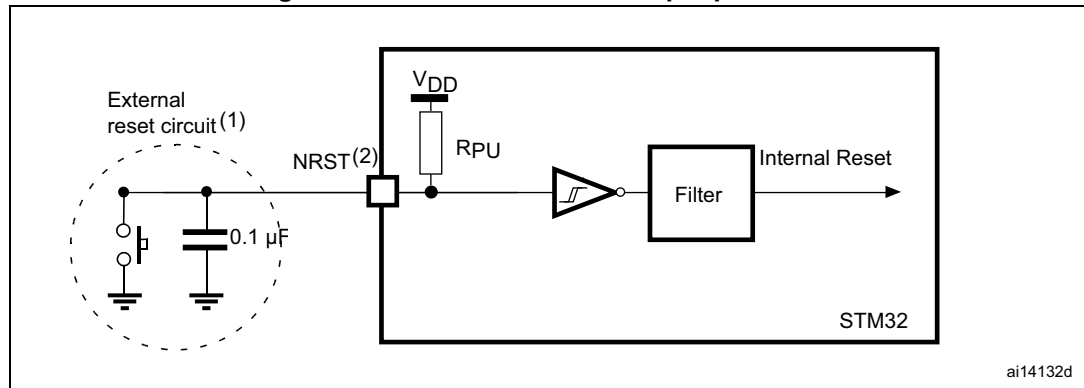 External
reset circuit(1)
NRST(2)
VDD
RPU
0.1 µF
Filter
Internal Reset
STM32
ai14132d